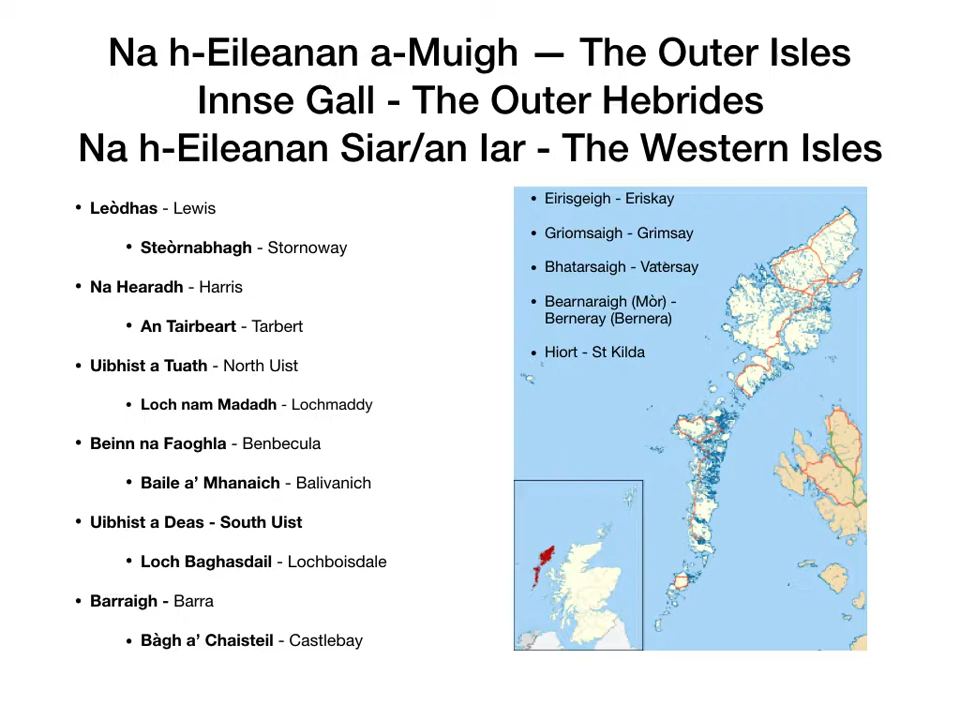 Na h-Eileanan a-Muigh — The Outer Isles
Innse Gall - The Outer Hebrides
Na h-Eileanan Siar/an Iar - The Western Isles
• Leòdhas - Lewis
• Steòrnabhagh - Stornoway
• Na Hearadh - Harris
• An Tairbeart - Tarbert
• Uibhist a Tuath - North Uist
• Loch nam Madadh - Lochmaddy
• Beinn na Faoghla - Benbecula
• Baile a’ Mhanaich - Balivanich
• Uibhist a Deas - South Uist
• Loch Baghasdail - Lochboisdale
• Barraigh - Barra
• Bàgh a’ Chaisteil - Castlebay
• Eirisgeigh - Eriskay
• Griomsaigh - Grimsay
• Bhatarsaigh - Vatersay
• Bearnaraigh (Mòr) -
Berneray (Bernera)
• Hiort - St Kilda